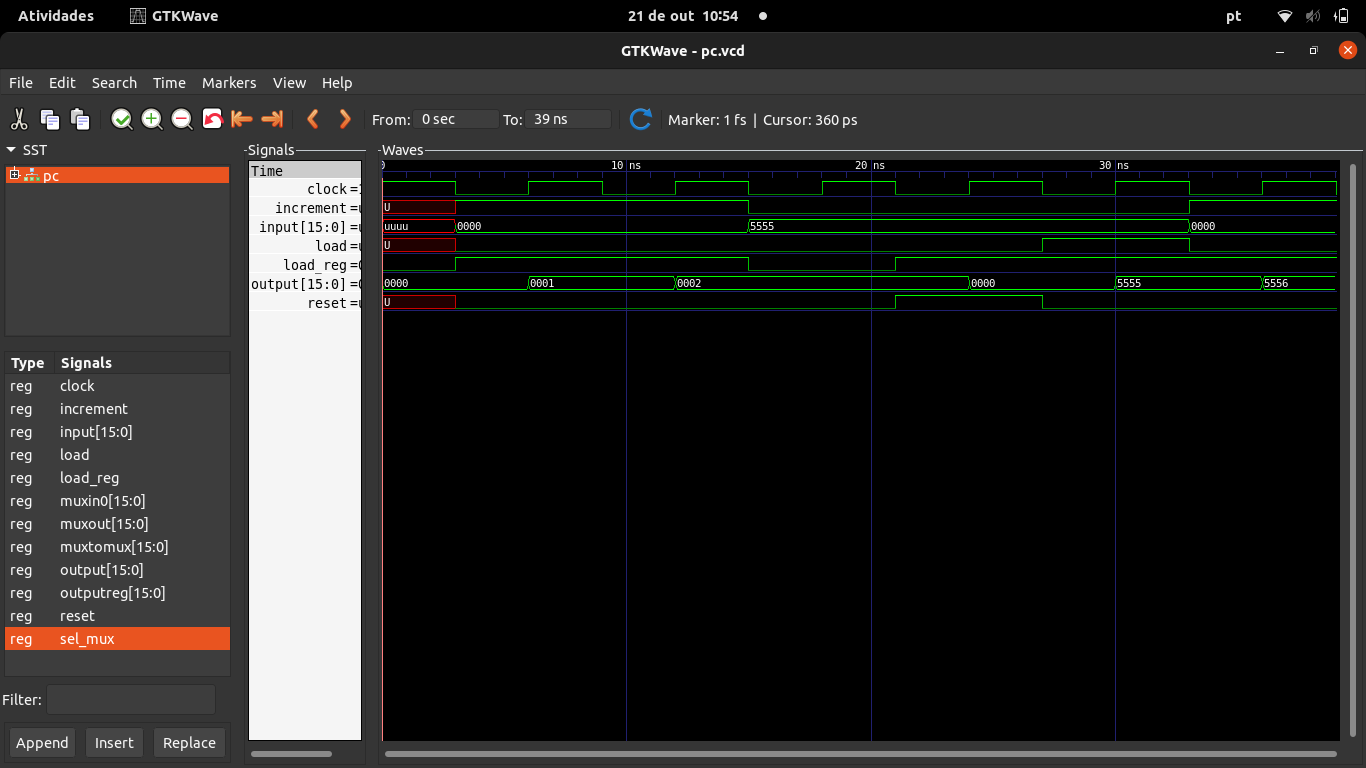 Atividades GTKWave 21 de out 10:54 pt
GTKWave - pc.vcd
File Edit Search Time Markers View Help
From: 0 sec To: 39 ns Marker: 1 fs | Cursor: 360 ps
SST
pc
Type Signals
reg clock
reg increment
reg input[15:0]
reg load
reg load_reg
reg muxin0[15:0]
reg muxout[15:0]
reg muxtomux[15:0]
reg output[15:0]
reg outputreg[15:0]
reg reset
reg sel_mux
Filter:
Append Insert Replace
Signals
Time
clock =1
increment =u
input[15:0] =u
load =u
load_reg =0
output[15:0] =0
reset =u
Waves
0 10 ns 20 ns 30 ns
U
uuuu 0000 5555 0000
U
0000 0001 0002 0000 5555 5556
U